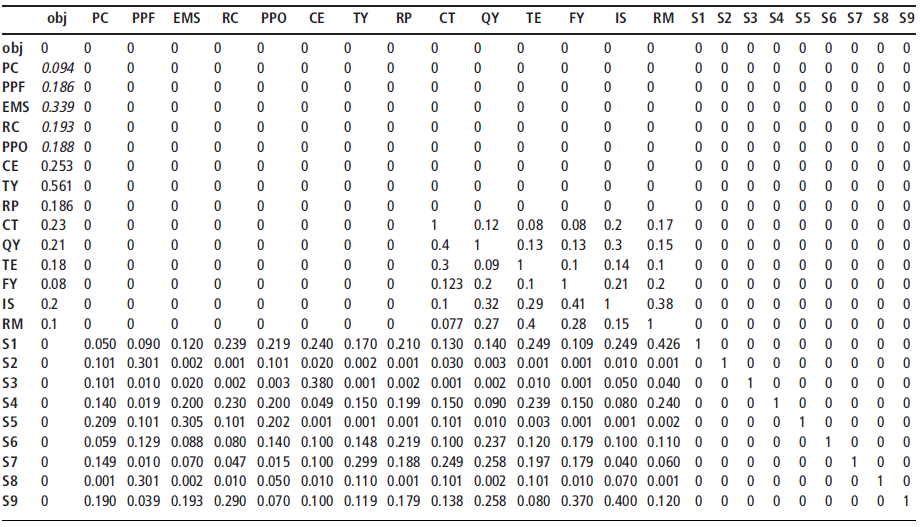 obj PC PPF EMS RC PPO CE TY RP CT QY TE FY IS RM S1 S2 S3 S4 S5 S6 S7 S8 S9
obj 0 0 0 0 0 0 0 0 0 0 0 0 0 0 0 0 0 0 0 0 0 0 0 0
PC 0.094 0 0 0 0 0 0 0 0 0 0 0 0 0 0 0 0 0 0 0 0 0 0 0
PPF 0.186 0 0 0 0 0 0 0 0 0 0 0 0 0 0 0 0 0 0 0 0 0 0 0
EMS 0.339 0 0 0 0 0 0 0 0 0 0 0 0 0 0 0 0 0 0 0 0 0 0 0
RC 0.193 0 0 0 0 0 0 0 0 0 0 0 0 0 0 0 0 0 0 0 0 0 0 0
PPO 0.188 0 0 0 0 0 0 0 0 0 0 0 0 0 0 0 0 0 0 0 0 0 0 0
CE 0.253 0 0 0 0 0 0 0 0 0 0 0 0 0 0 0 0 0 0 0 0 0 0 0
TY 0.561 0 0 0 0 0 0 0 0 0 0 0 0 0 0 0 0 0 0 0 0 0 0 0
RP 0.186 0 0 0 0 0 0 0 0 0 0 0 0 0 0 0 0 0 0 0 0 0 0 0
CT 0.23 0 0 0 0 0 0 0 0 1 0.12 0.08 0.08 0.2 0.17 0 0 0 0 0 0 0 0 0
QY 0.21 0 0 0 0 0 0 0 0 0.4 1 0.13 0.13 0.3 0.15 0 0 0 0 0 0 0 0 0
TE 0.18 0 0 0 0 0 0 0 0 0.3 0.09 1 0.1 0.14 0.1 0 0 0 0 0 0 0 0 0
FY 0.08 0 0 0 0 0 0 0 0 0.123 0.2 0.1 1 0.21 0.2 0 0 0 0 0 0 0 0 0
IS 0.2 0 0 0 0 0 0 0 0 0.1 0.32 0.29 0.41 1 0.38 0 0 0 0 0 0 0 0 0
RM 0.1 0 0 0 0 0 0 0 0 0.077 0.27 0.4 0.28 0.15 1 0 0 0 0 0 0 0 0 0
S1 0 0.050 0.090 0.120 0.239 0.219 0.240 0.170 0.210 0.130 0.140 0.249 0.109 0.249 0.426 1 0 0 0 0 0 0 0 0
S2 0 0.101 0.301 0.002 0.001 0.101 0.020 0.002 0.001 0.030 0.003 0.001 0.001 0.010 0.001 0 1 0 0 0 0 0 0 0
S3 0 0.101 0.010 0.020 0.002 0.003 0.380 0.001 0.002 0.001 0.002 0.010 0.001 0.050 0.040 0 0 1 0 0 0 0 0 0
S4 0 0.140 0.019 0.200 0.230 0.200 0.049 0.150 0.199 0.150 0.090 0.239 0.150 0.080 0.240 0 0 0 1 0 0 0 0 0
S5 0 0.209 0.101 0.305 0.101 0.202 0.001 0.001 0.001 0.101 0.010 0.003 0.001 0.001 0.002 0 0 0 0 1 0 0 0 0
S6 0 0.059 0.129 0.088 0.080 0.140 0.100 0.148 0.219 0.100 0.237 0.120 0.179 0.100 0.110 0 0 0 0 0 1 0 0 0
S7 0 0.149 0.010 0.070 0.047 0.015 0.100 0.299 0.188 0.249 0.258 0.197 0.179 0.040 0.060 0 0 0 0 0 0 1 0 0
S8 0 0.001 0.301 0.002 0.010 0.050 0.010 0.110 0.001 0.101 0.002 0.101 0.010 0.370 0.001 0 0 0 0 0 0 0 1 0
S9 0 0.190 0.039 0.193 0.290 0.070 0.100 0.119 0.179 0.138 0.258 0.080 0.370 0.400 0.120 0 0 0 0 0 0 0 0 1